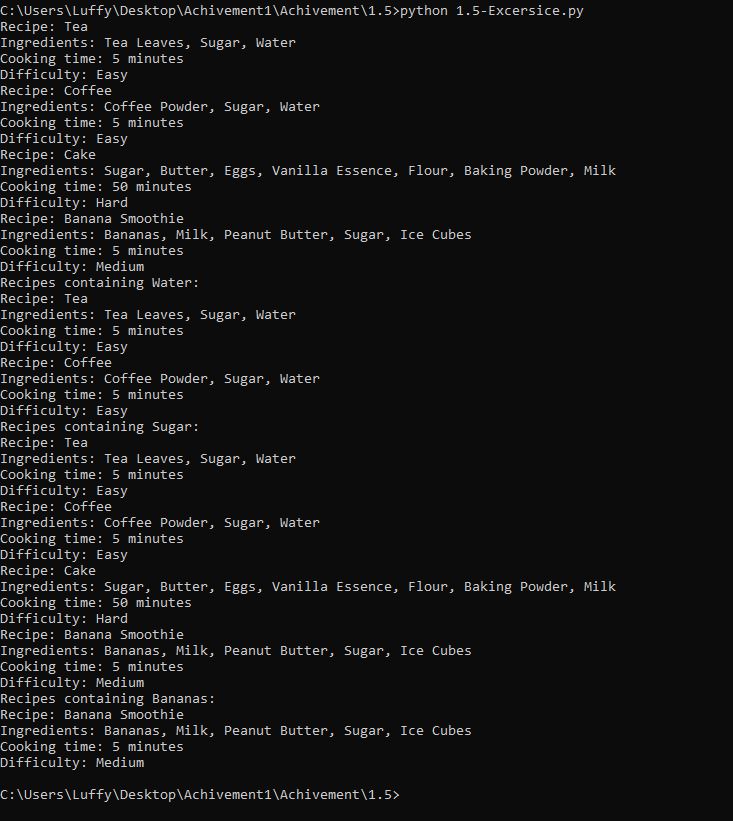 C:\Users\Luffy\Desktop\Achivement1\Achivement\1.5>python 1.5-Excersice.py
Recipe: Tea
Ingredients: Tea Leaves, Sugar, Water
Cooking time: 5 minutes
Difficulty: Easy
Recipe: Coffee
Ingredients: Coffee Powder, Sugar, Water
Cooking time: 5 minutes
Difficulty: Easy
Recipe: Cake
Ingredients: Sugar, Butter, Eggs, Vanilla Essence, Flour, Baking Powder, Milk
Cooking time: 50 minutes
Difficulty: Hard
Recipe: Banana Smoothie
Ingredients: Bananas, Milk, Peanut Butter, Sugar, Ice Cubes
Cooking time: 5 minutes
Difficulty: Medium
Recipes containing Water:
Recipe: Tea
Ingredients: Tea Leaves, Sugar, Water
Cooking time: 5 minutes
Difficulty: Easy
Recipe: Coffee
Ingredients: Coffee Powder, Sugar, Water
Cooking time: 5 minutes
Difficulty: Easy
Recipes containing Sugar:
Recipe: Tea
Ingredients: Tea Leaves, Sugar, Water
Cooking time: 5 minutes
Difficulty: Easy
Recipe: Coffee
Ingredients: Coffee Powder, Sugar, Water
Cooking time: 5 minutes
Difficulty: Easy
Recipe: Cake
Ingredients: Sugar, Butter, Eggs, Vanilla Essence, Flour, Baking Powder, Milk
Cooking time: 50 minutes
Difficulty: Hard
Recipe: Banana Smoothie
Ingredients: Bananas, Milk, Peanut Butter, Sugar, Ice Cubes
Cooking time: 5 minutes
Difficulty: Medium
Recipes containing Bananas:
Recipe: Banana Smoothie
Ingredients: Bananas, Milk, Peanut Butter, Sugar, Ice Cubes
Cooking time: 5 minutes
Difficulty: Medium
C:\Users\Luffy\Desktop\Achivement1\Achivement\1.5>